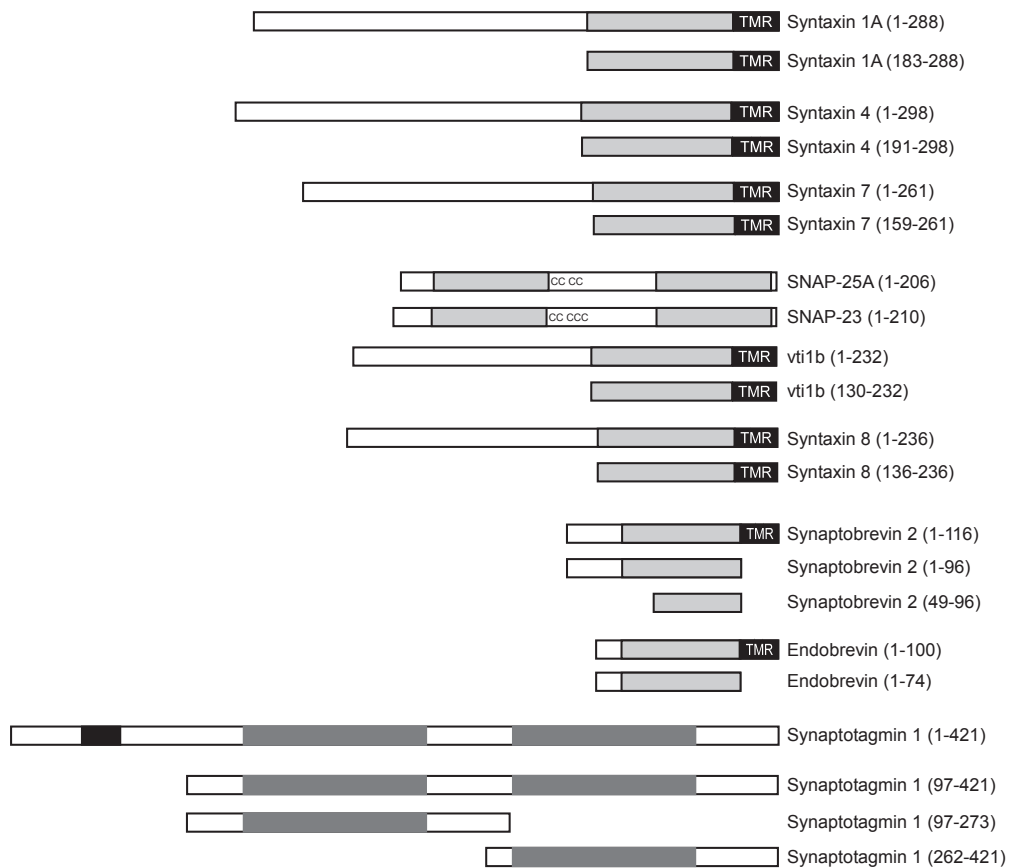 TMR Syntaxin 1A (1-288)
Syntaxin 1A (183-288) TMR
TMR Syntaxin 4 (1-298)
TMR Syntaxin 4 (191-298)
TMR Syntaxin 7 (1-261)
TMR Syntaxin 7 (159-261)
CC CC SNAP-25A (1-206)
CC CCC SNAP-23 (1-210)
TMR vti1b (1-232)
TMR vti1b (130-232)
TMR Syntaxin 8 (1-236)
TMR Syntaxin 8 (136-236)
TMR Synaptobrevin 2 (1-116)
Synaptobrevin 2 (1-96)
Synaptobrevin 2 (49-96)
TMR Endobrevin (1-100)
Endobrevin (1-74)
Synaptotagmin 1 (1-421)
Synaptotagmin 1 (97-421)
Synaptotagmin 1 (97-273)
Synaptotagmin 1 (262-421)